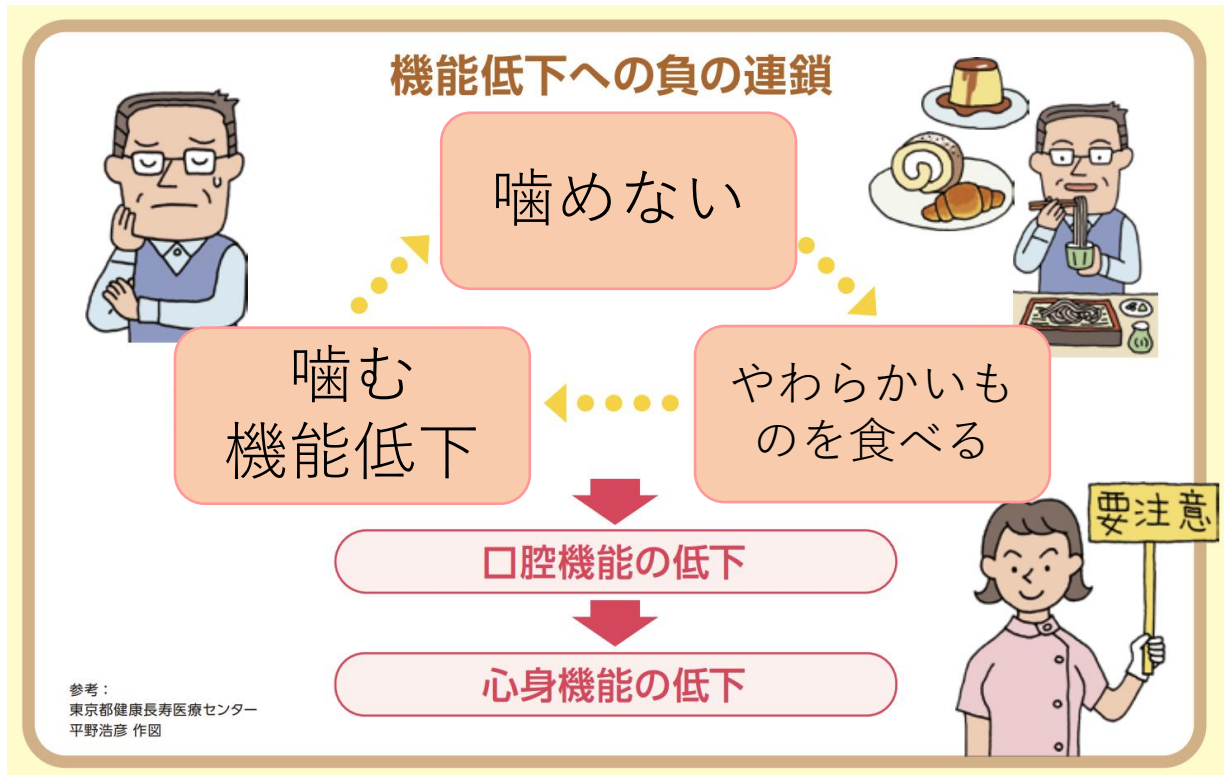 機能低下への負の連鎖
噛めない
噛む
機能低下
やわらかいも
のを食べる
要注意
口腔機能の低下
心身機能の低下
参考：
東京都健康長寿医療センター
平野浩彦 作図